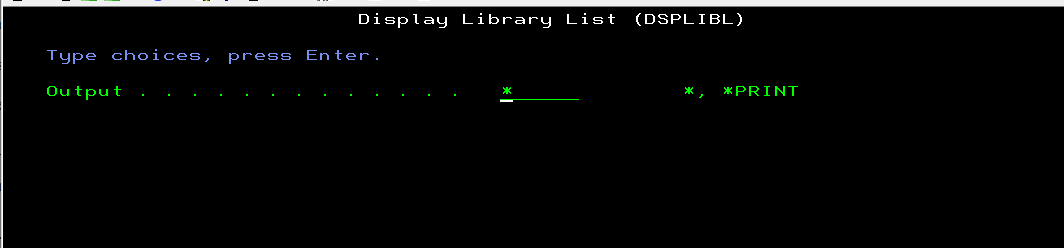 Display Library List (DSPLIBL)
Type choices, press Enter.
Output . . . . . . . . . . . . . * *, *PRINT